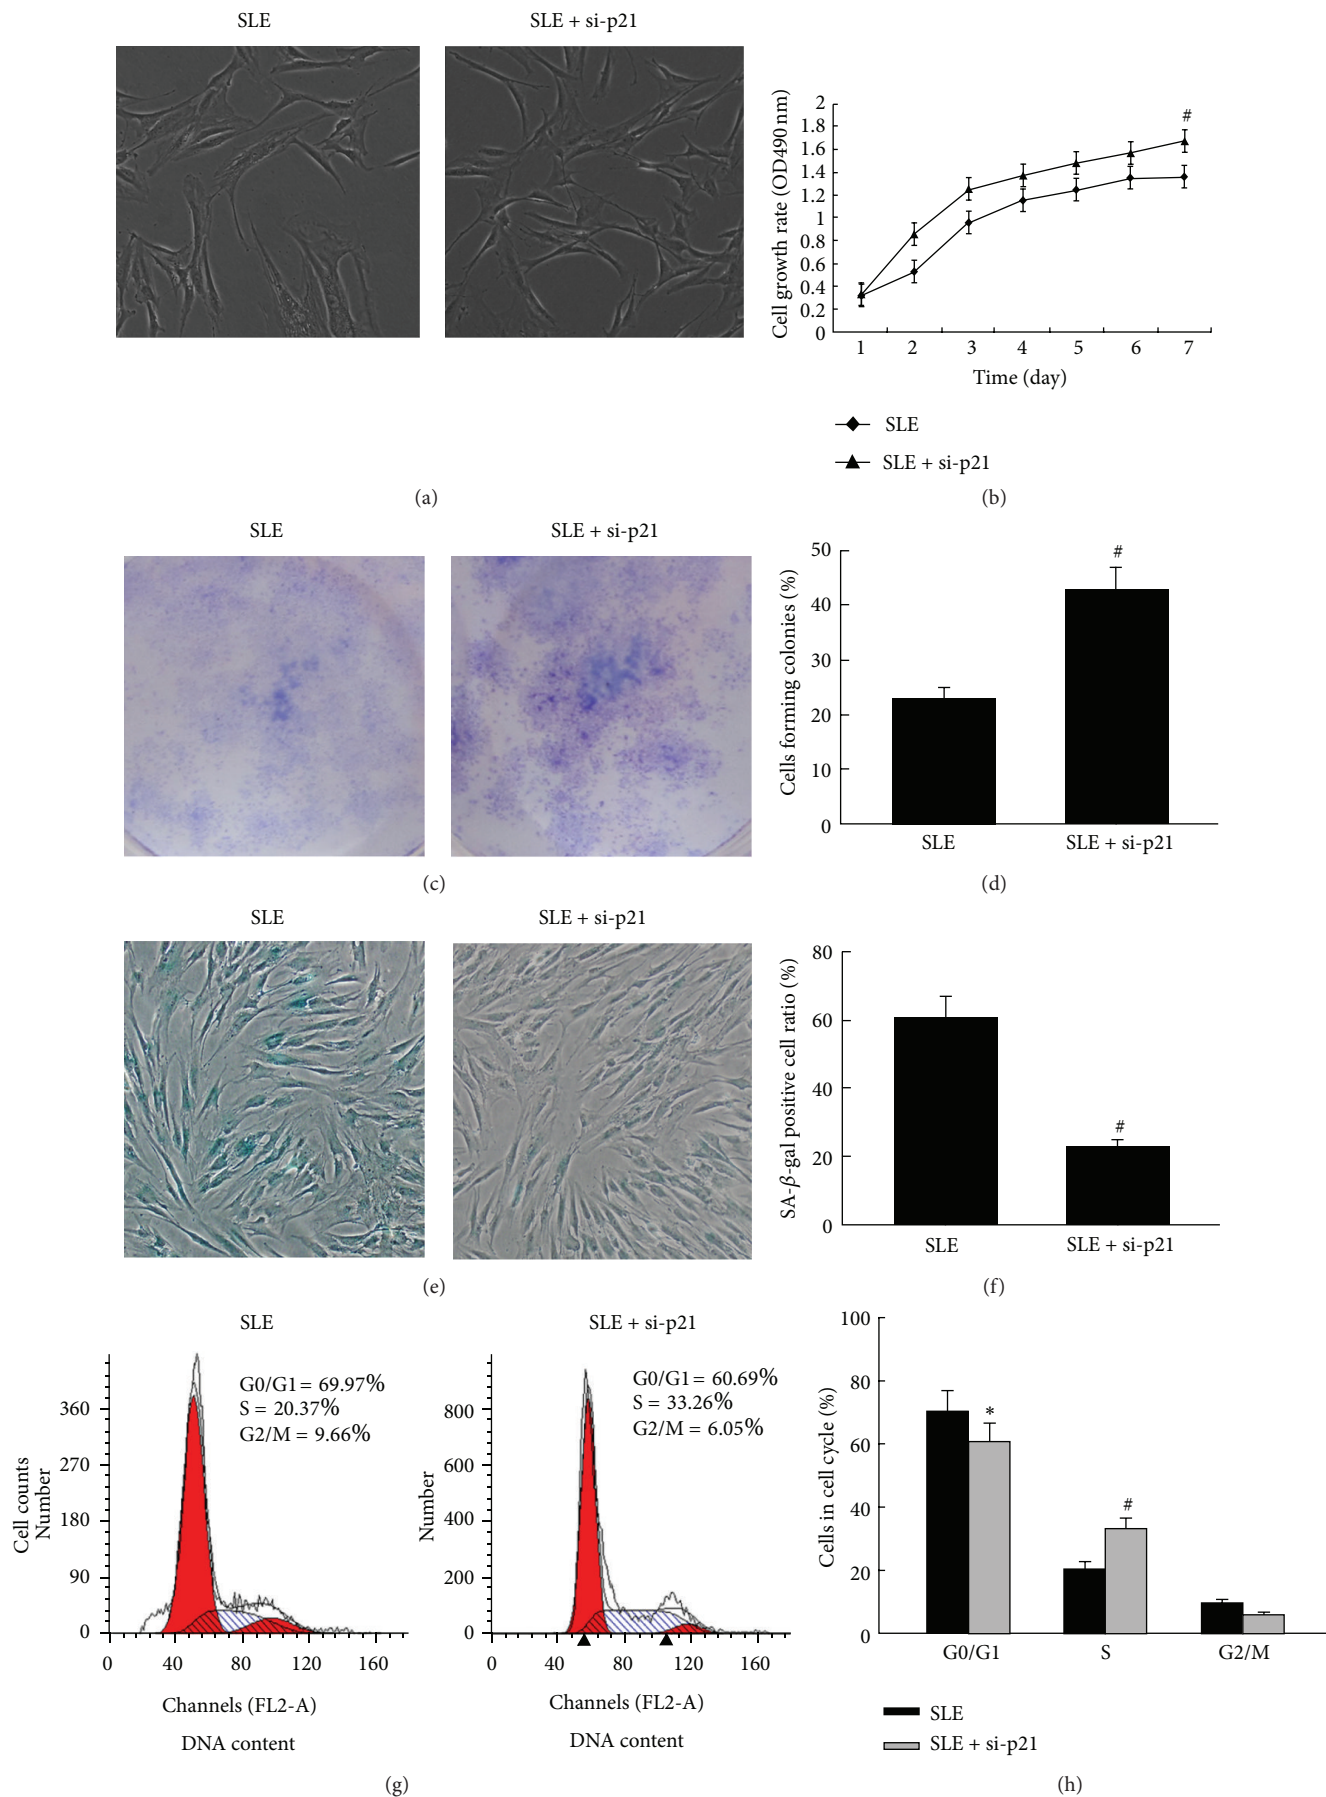 SLE
SLE + si-p21
Cell growth rate (OD490 nm)
2
1.8
1.6
1.4
1.2
1
0.8
0.6
0.4
0.2
0
#
1 2 3 4 5 6 7
Time (day)
SLE
SLE + si-p21
(a)
(b)
SLE
SLE + si-p21
Cells forming colonies (%)
50
40
30
20
10
0
#
SLE
SLE + si-p21
(c)
(d)
SLE
SLE + si-p21
SA-β-gal positive cell ratio (%)
80
60
40
20
0
#
SLE
SLE + si-p21
(e)
(f)
SLE
G0/G1 = 69.97%
S = 20.37%
G2/M = 9.66%
Cell counts
Number
360
270
180
90
0
0 40 80 120 160
Channels (FL2-A)
DNA content
SLE + si-p21
G0/G1 = 60.69%
S = 33.26%
G2/M = 6.05%
Number
800
600
400
200
0
0 40 80 120 160
Channels (FL2-A)
DNA content
(g)
Cells in cell cycle (%)
100
80
60
40
20
0
*
#
G0/G1 S G2/M
SLE
SLE + si-p21
(h)